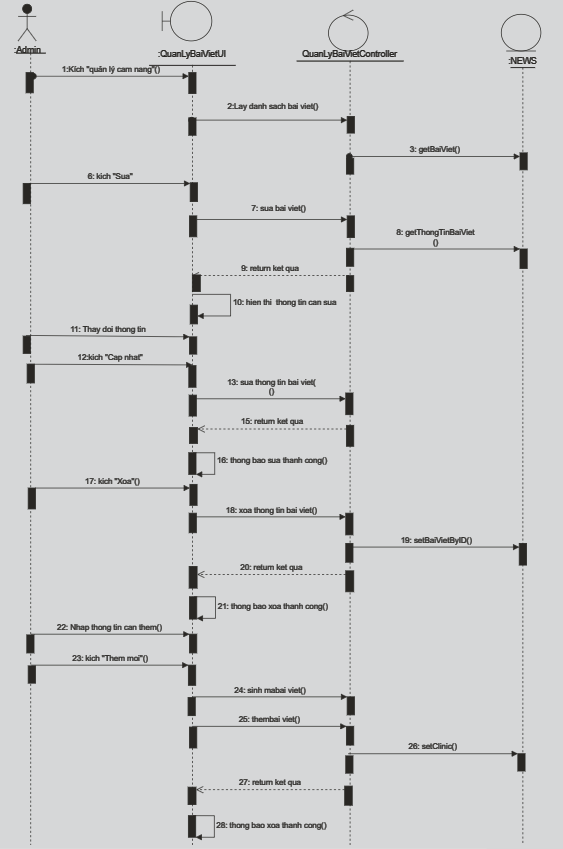 :Admin
:QuanLyBaiVietUI
QuanLyBaiVietController
:NEWS
1:Kích "quản lý cam nang"()
2:Lay danh sach bai viet()
3: getBaiViet()
6: kich "Sua"
7: sua bai viet()
8: getThongTinBaiViet
()
9: return ket qua
10: hien thi thong tin can sua
11: Thay doi thong tin
12:kich "Cap nhat"
13: sua thong tin bai viet(
()
15: return ket qua
16: thong bao sua thanh cong()
17: kich "Xoa"()
18: xoa thong tin bai viet()
19: setBaiVietByID()
20: return ket qua
21: thong bao xoa thanh cong()
22: Nhap thong tin can them()
23: kich "Them moi"()
24: sinh mabai viet()
25: thembai viet()
26: setClinic()
27: return ket qua
28: thong bao xoa thanh cong()